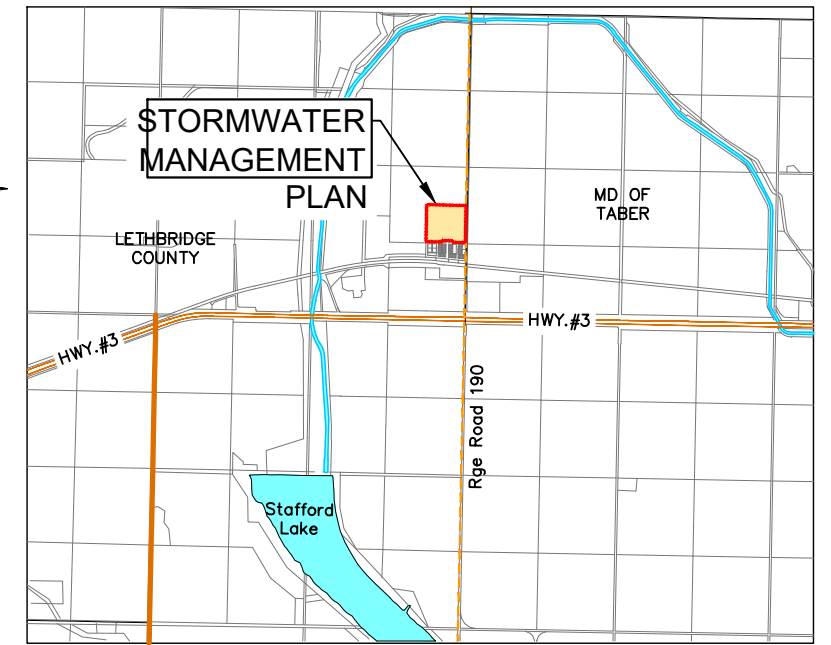 STORMWATER
MANAGEMENT
PLAN
MD OF
TABER
LETHBRIDGE
COUNTY
HWY.#3
HWY.#3
Rge Road 190
Stafford
Lake